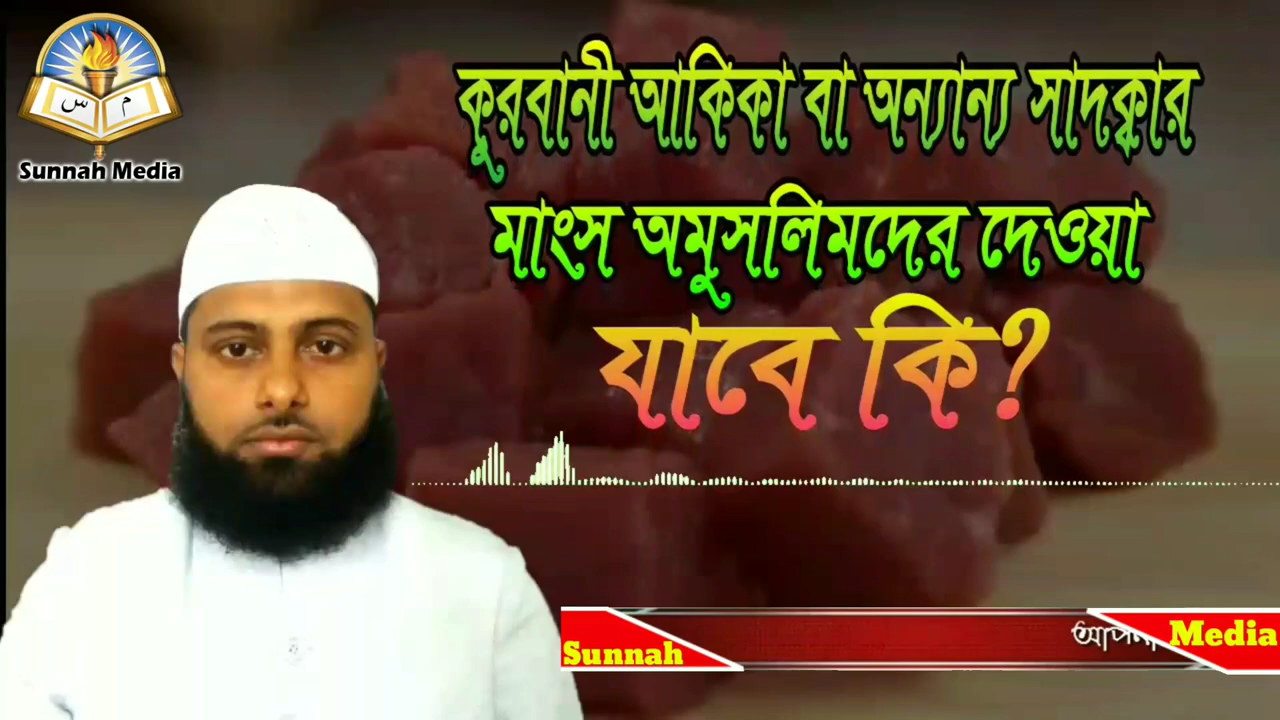 س
م
Sunnah Media
কুরবানী আকিকা বা অন্যান্য সাদক্বার
মাংস অমুসলিমদের দেওয়া
যাবে কি?
Sunnah
Media